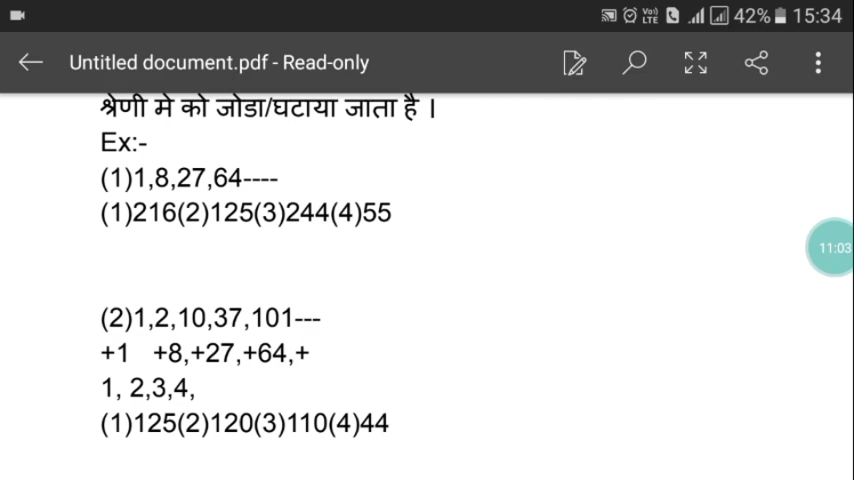 Vo))
LTE
42%
15:34
Untitled document.pdf - Read-only
श्रेणी मे को जोडा/घटाया जाता है ।
Ex:-
(1)1,8,27,64----
(1)216(2)125(3)244(4)55
11:03
(2)1,2,10,37,101---
+1 +8,+27,+64,+
1, 2,3,4,
(1)125(2)120(3)110(4)44